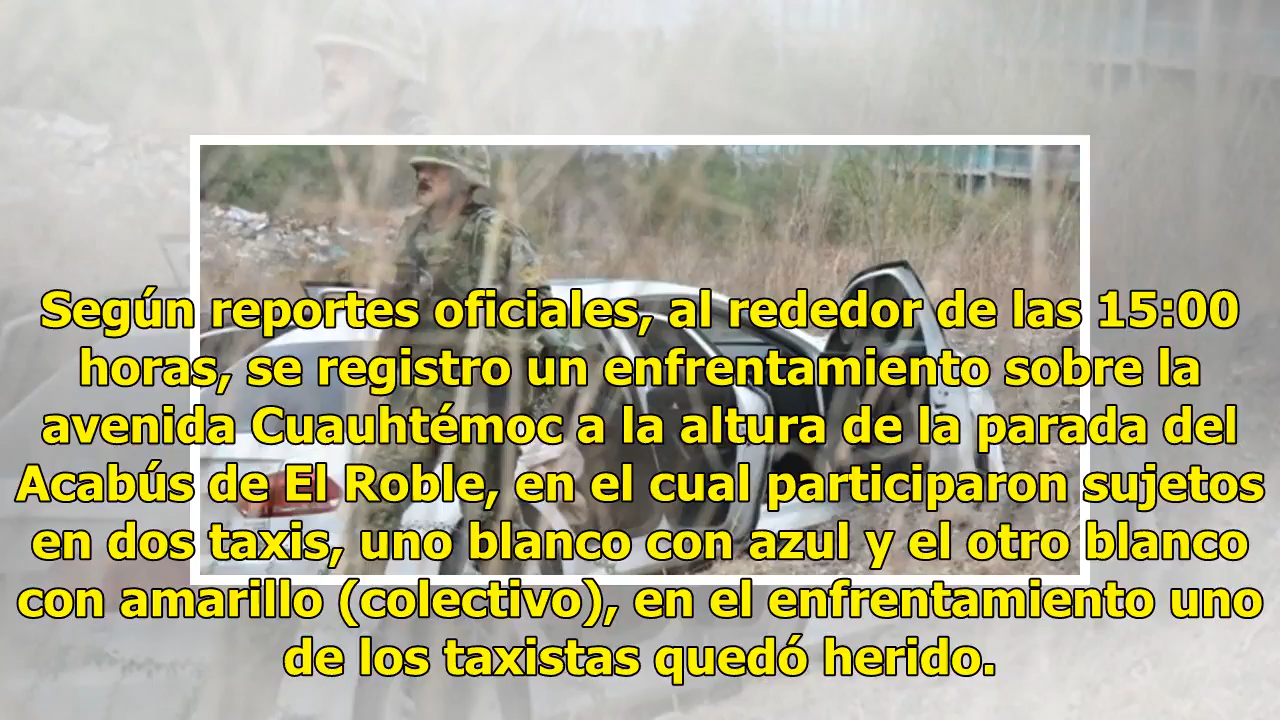 Según reportes oficiales, al rededor de las 15:00
horas, se registro un enfrentamiento sobre la
avenida Cuauhtémoc a la altura de la parada del
Acabús de El Roble, en el cual participaron sujetos
en dos taxis, uno blanco con azul y el otro blanco
con amarillo (colectivo), en el enfrentamiento uno
de los taxistas quedó herido.